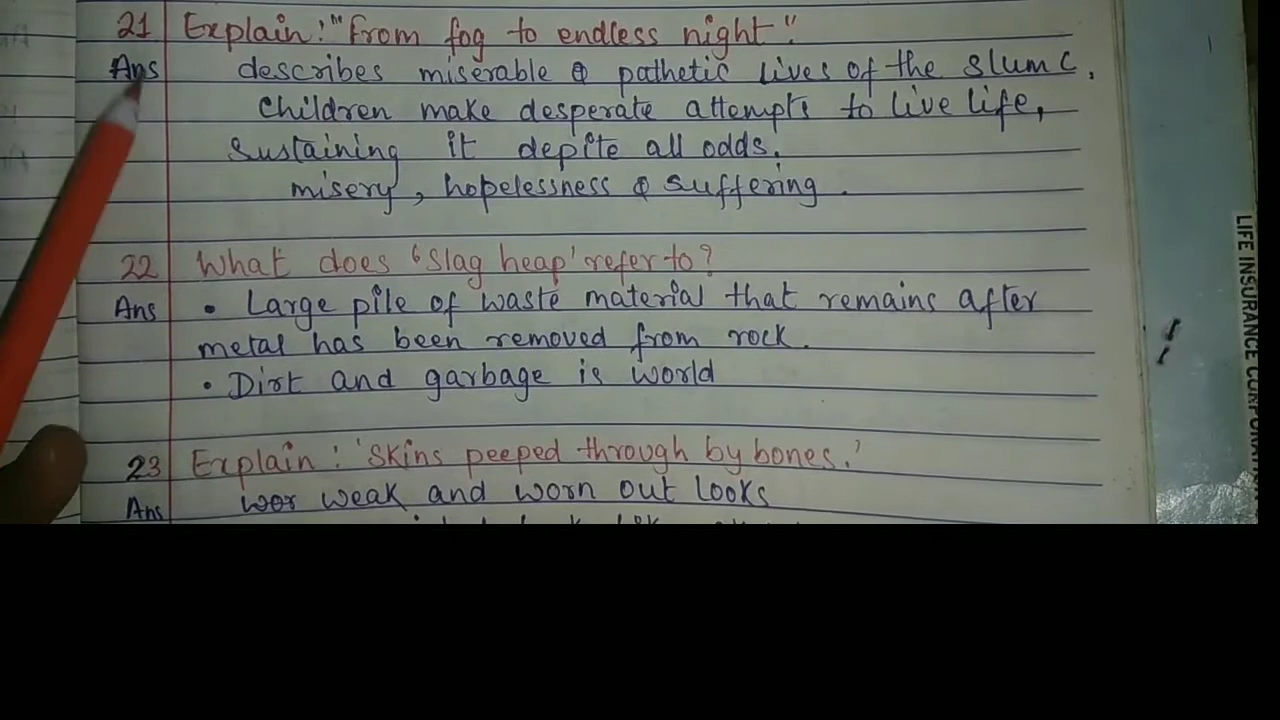 21 Explain: "From fog to endless night".
Ans describes miserable & pathetic lives of the slum c.
Children make desperate attempts to live life,
Sustaining it depite all odds.
misery, hopelessness & suffering.
22 What does 'Slag heap' refer to?
Ans • Large pile of waste material that remains after
metal has been removed from rock.
• Dirt and garbage is world
23 Explain: 'Skins peeped through by bones.'
Ans wor weak and worn out looks
LIFE INSURANCE